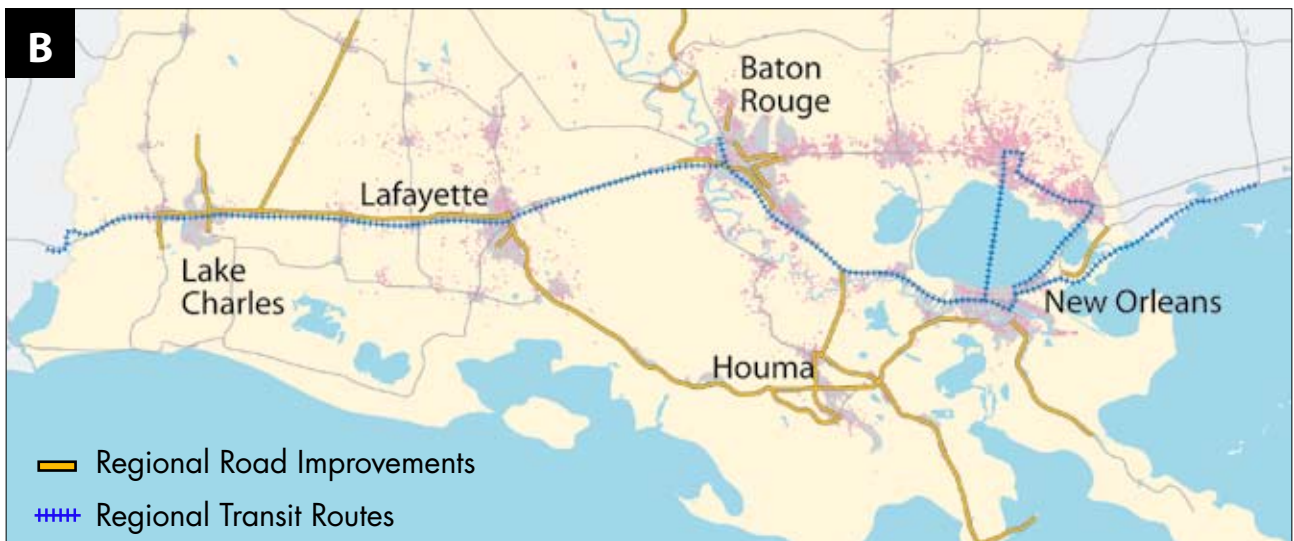 B
Baton
Rouge
Lafayette
Lake
Charles
New Orleans
Houma
Regional Road Improvements
Regional Transit Routes